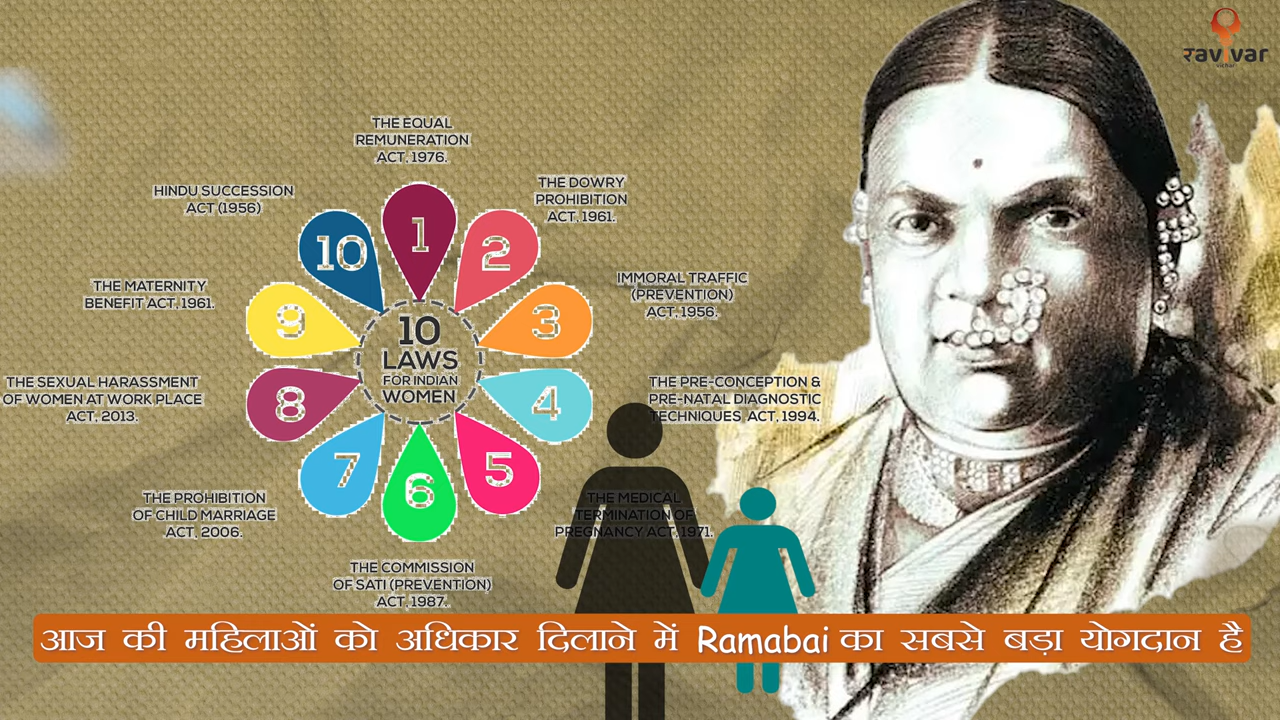 रavivar
vichar
THE EQUAL
REMUNERATION
ACT, 1976.
1
THE DOWRY
PROHIBITION
ACT, 1961.
2
IMMORAL TRAFFIC
(PREVENTION)
ACT, 1956.
3
THE PRE-CONCEPTION &
PRE-NATAL DIAGNOSTIC
TECHNIQUES ACT, 1994.
4
THE MEDICAL
TERMINATION OF
PREGNANCY ACT, 1971.
5
THE COMMISSION
OF SATI (PREVENTION)
ACT, 1987.
6
THE PROHIBITION
OF CHILD MARRIAGE
ACT, 2006.
7
THE SEXUAL HARASSMENT
OF WOMEN AT WORK PLACE
ACT, 2013.
8
THE MATERNITY
BENEFIT ACT, 1961.
9
HINDU SUCCESSION
ACT (1956)
10
10
LAWS
FOR INDIAN
WOMEN
आज की महिलाओं को अधिकार दिलाने में Ramabai का सबसे बड़ा योगदान है